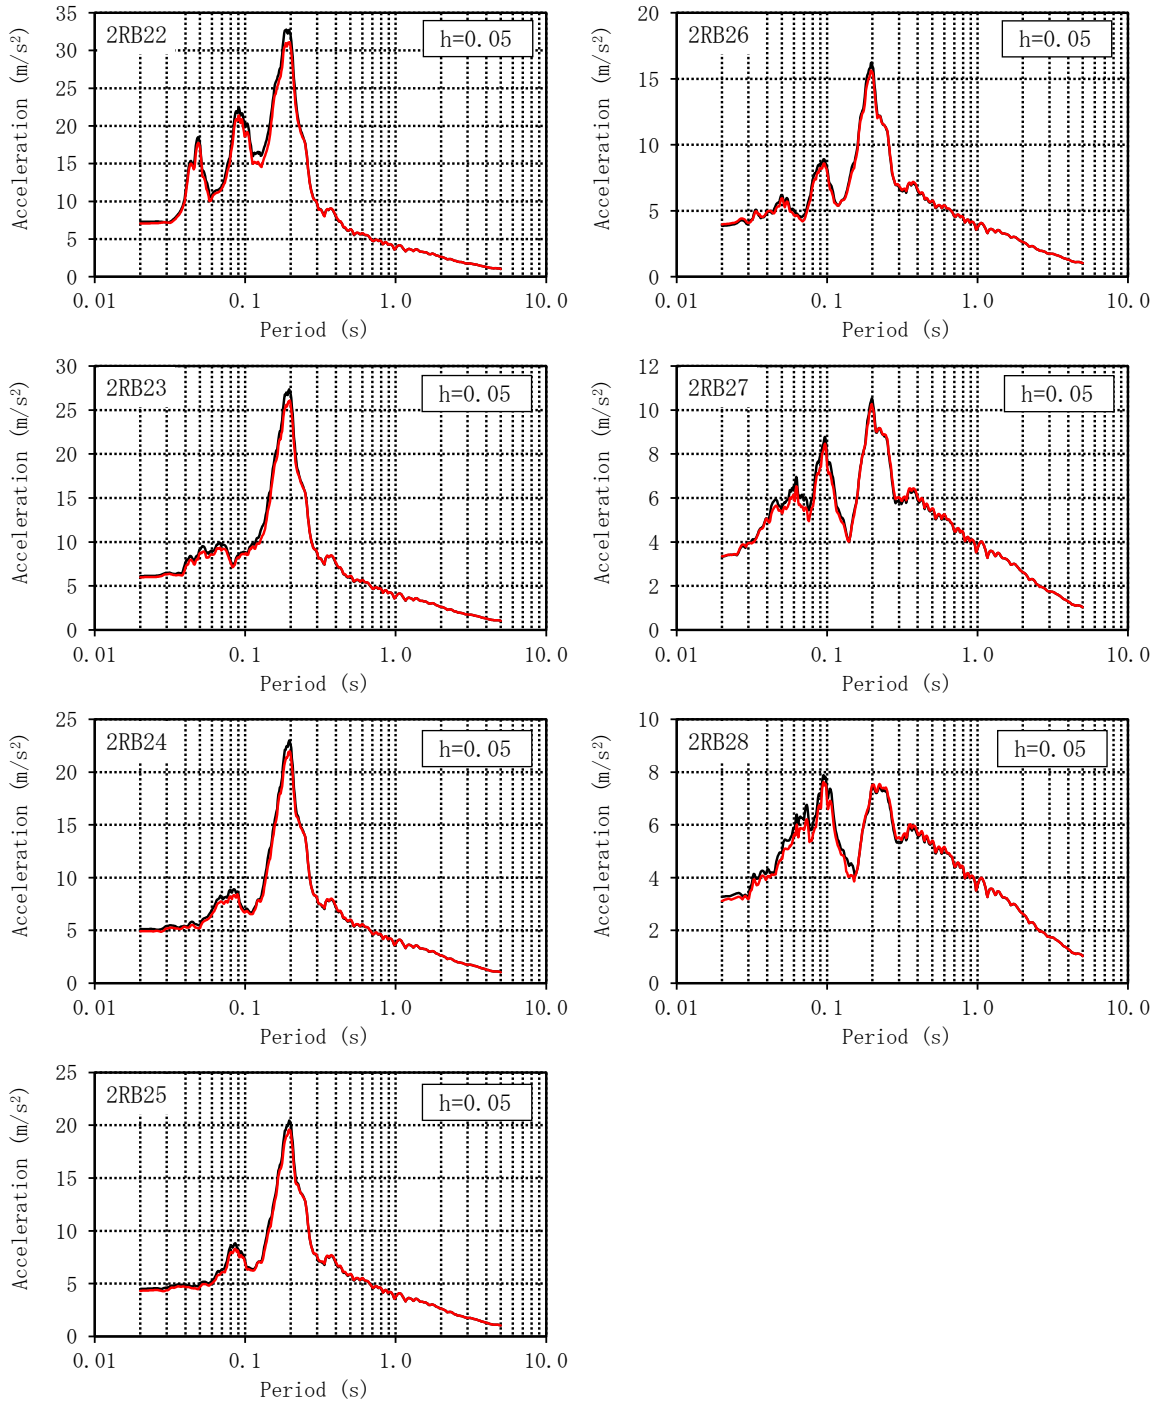 35
30
25
20
15
10
5
0
Acceleration (m/s²)
2RB22
h=0.05
0.01
0.1
1.0
10.0
Period (s)
20
15
10
5
0
Acceleration (m/s²)
2RB26
h=0.05
0.01
0.1
1.0
10.0
Period (s)
30
25
20
15
10
5
0
Acceleration (m/s²)
2RB23
h=0.05
0.01
0.1
1.0
10.0
Period (s)
12
10
8
6
4
2
0
Acceleration (m/s²)
2RB27
h=0.05
0.01
0.1
1.0
10.0
Period (s)
25
20
15
10
5
0
Acceleration (m/s²)
2RB24
h=0.05
0.01
0.1
1.0
10.0
Period (s)
10
8
6
4
2
0
Acceleration (m/s²)
2RB28
h=0.05
0.01
0.1
1.0
10.0
Period (s)
25
20
15
10
5
0
Acceleration (m/s²)
2RB25
h=0.05
0.01
0.1
1.0
10.0
Period (s)